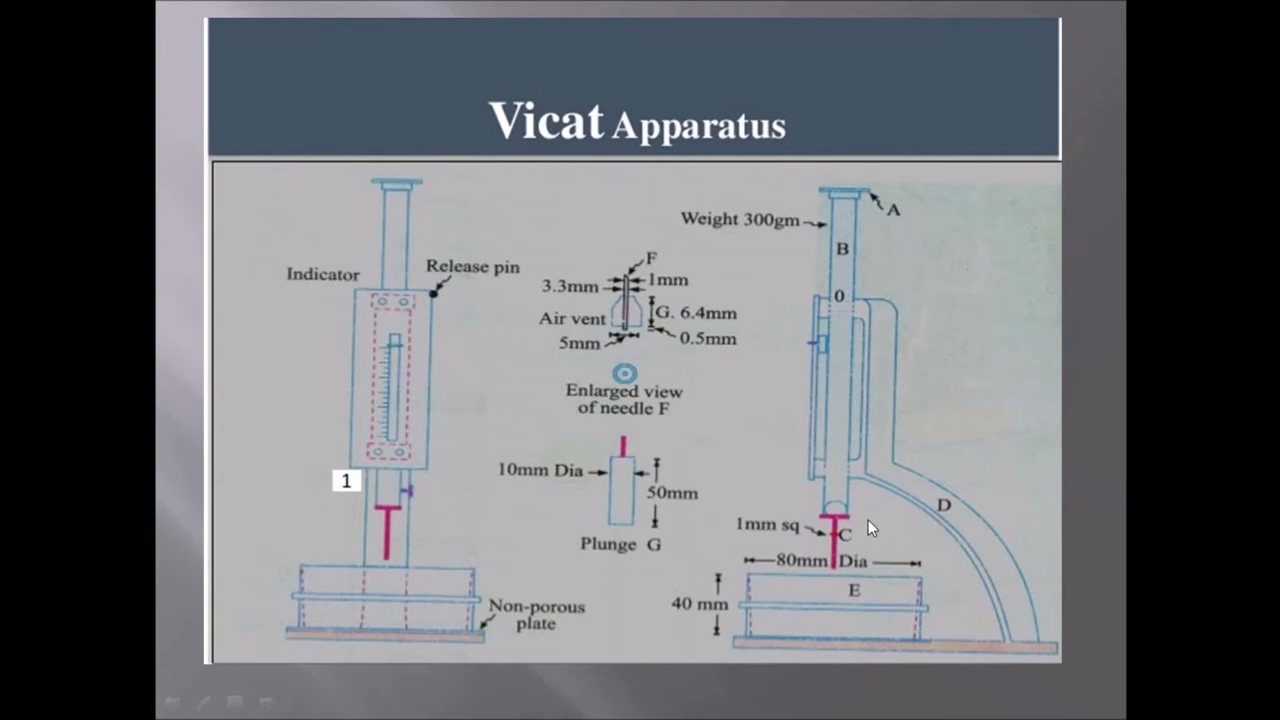 Vicat Apparatus
Indicator
Release pin
1
Non-porous
plate
F
1mm
3.3mm
Air vent
G. 6.4mm
0.5mm
5mm
Enlarged view
of needle F
10mm Dia
50mm
Plunge G
A
Weight 300gm
B
0
D
1mm sq
C
80mm Dia
E
40 mm